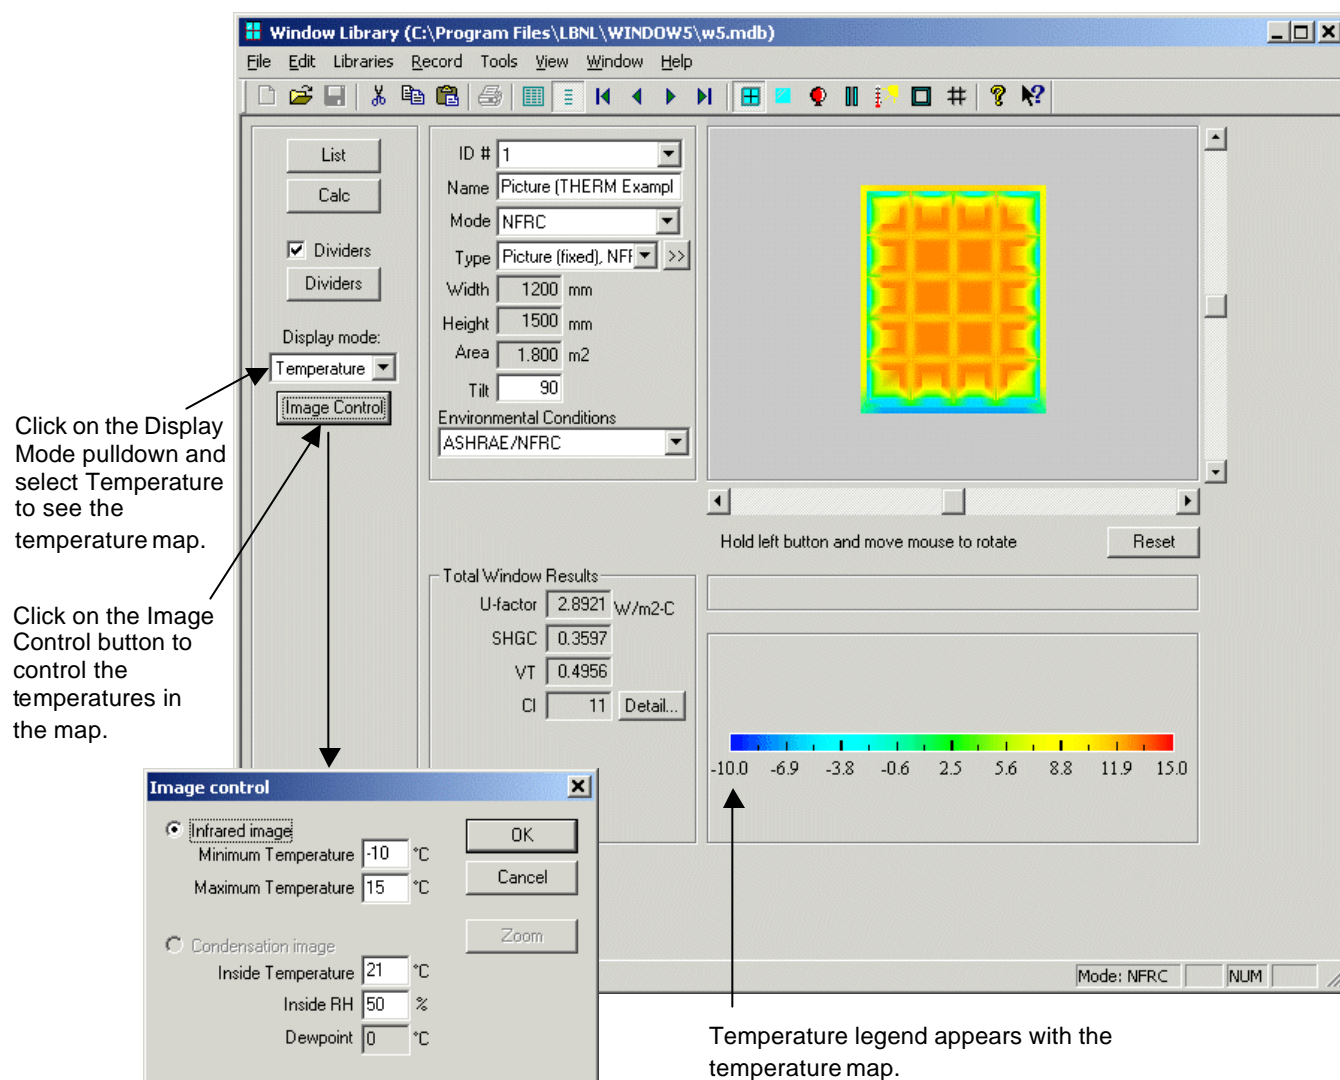 Window Library (C:\Program Files\LBNL\WINDOW5\w5.mdb)
File Edit Libraries Record Tools View Window Help
List
Calc
Dividers
Dividers
Display mode:
Temperature
Image Control
ID # 1
Name Picture (THERM Exampl
Mode NFRC
Type Picture (fixed), NFF >>
Width 1200 mm
Height 1500 mm
Area 1.800 m2
Tilt 90
Environmental Conditions
ASHRAE/NFRC
Hold left button and move mouse to rotate Reset
Total Window Results
U-factor 2.8921 W/m2-C
SHGC 0.3597
VT 0.4956
CI 11 Detail...
-10.0 -6.9 -3.8 -0.6 2.5 5.6 8.8 11.9 15.0
Mode: NFRC NUM
Click on the Display
Mode pulldown and
select Temperature
to see the
temperature map.
Click on the Image
Control button to
control the
temperatures in
the map.
Image control
Infrared image
Minimum Temperature -10 °C
Maximum Temperature 15 °C
Condensation image
Inside Temperature 21 °C
Inside RH 50 %
Dewpoint 0 °C
OK
Cancel
Zoom
Temperature legend appears with the
temperature map.